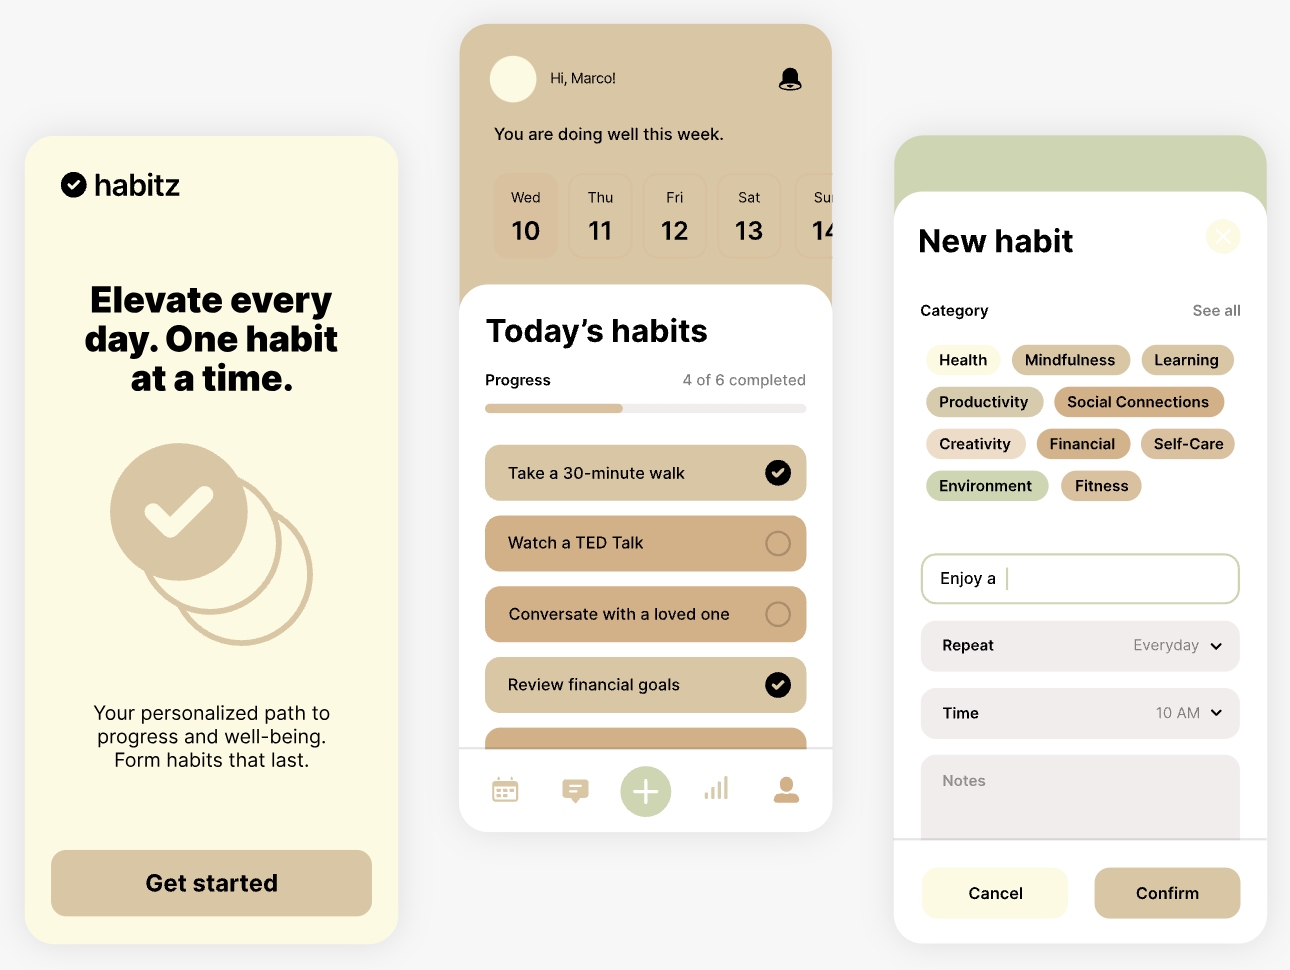 habitz
Elevate every
day. One habit
at a time.
Your personalized path to
progress and well-being.
Form habits that last.
Get started
Hi, Marco!
You are doing well this week.
Wed Thu Fri Sat Sun
10 11 12 13 14
Today's habits
Progress 4 of 6 completed
Take a 30-minute walk
Watch a TED Talk
Conversate with a loved one
Review financial goals
New habit
Category See all
Health Mindfulness Learning
Productivity Social Connections
Creativity Financial Self-Care
Environment Fitness
Enjoy a
Repeat Everyday
Time 10 AM
Notes
Cancel Confirm